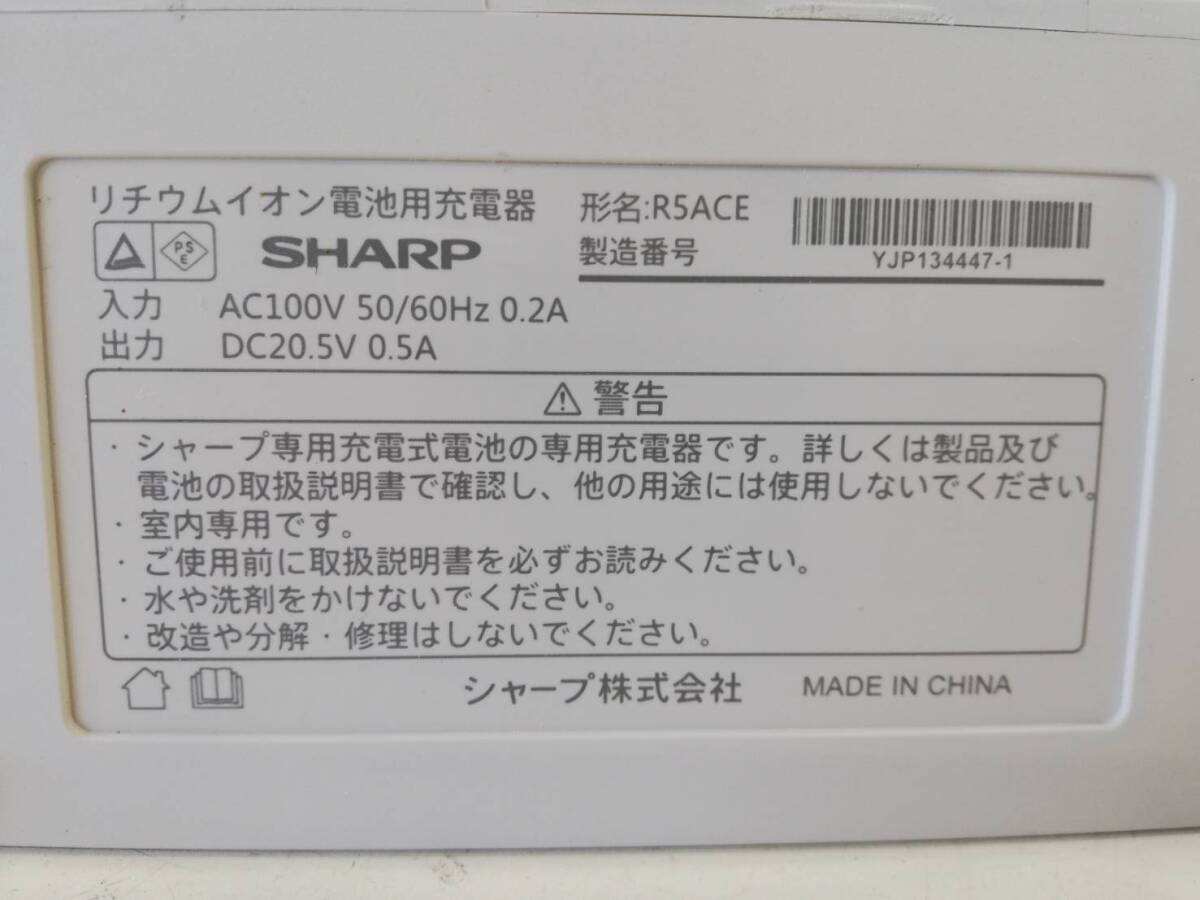 リチウムイオン電池用充電器
形名:R5ACE
PS
E
SHARP
製造番号
YJP134447-1
入力 AC100V 50/60Hz 0.2A
出力 DC20.5V 0.5A
警告
・シャープ専用充電式電池の専用充電器です。詳しくは製品及び
電池の取扱説明書で確認し、他の用途には使用しないでください。
・室内専用です。
・ご使用前に取扱説明書を必ずお読みください。
・水や洗剤をかけないでください。
・改造や分解・修理はしないでください。
シャープ株式会社 MADE IN CHINA